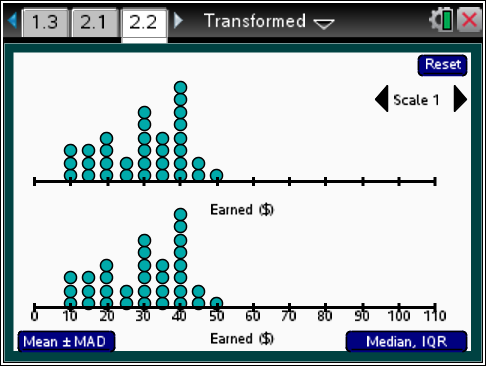 1.3 2.1 2.2 Transformed
Reset
Scale 1
Earned ($)
0 10 20 30 40 50 60 70 80 90 100 110
Mean ± MAD Earned ($) Median, IQR